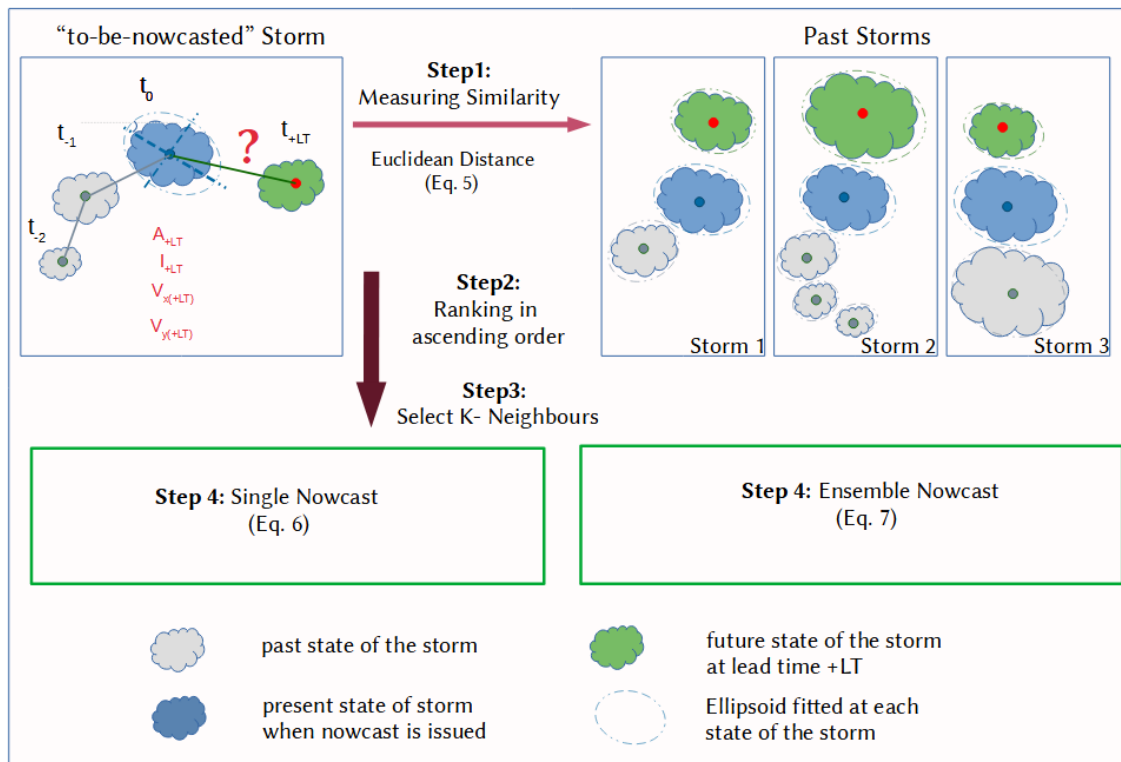 “to-be-nowcasted” Storm
Past Storms
t0
t-1
t-2
?
t+LT
A+LT
I+LT
Vx(+LT)
Vy(+LT)
Step1:
Measuring Similarity
Euclidean Distance
(Eq. 5)
Step2:
Ranking in
ascending order
Step3:
Select K- Neighbours
Storm 1
Storm 2
Storm 3
Step 4: Single Nowcast
(Eq. 6)
Step 4: Ensemble Nowcast
(Eq. 7)
past state of the storm
future state of the storm
at lead time +LT
present state of storm
when nowcast is issued
Ellipsoid fitted at each
state of the storm